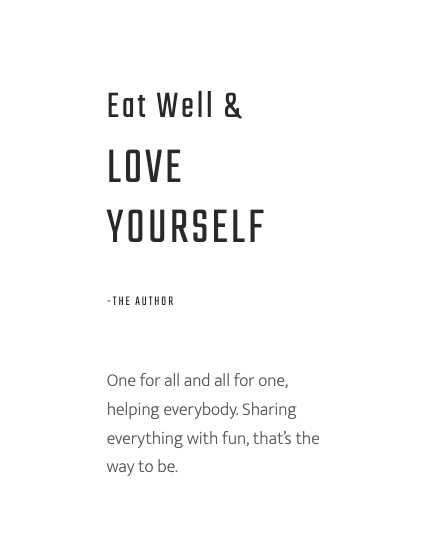 Eat Well &
LOVE
YOURSELF
-THE AUTHOR
One for all and all for one,
helping everybody. Sharing
everything with fun, that’s the
way to be.